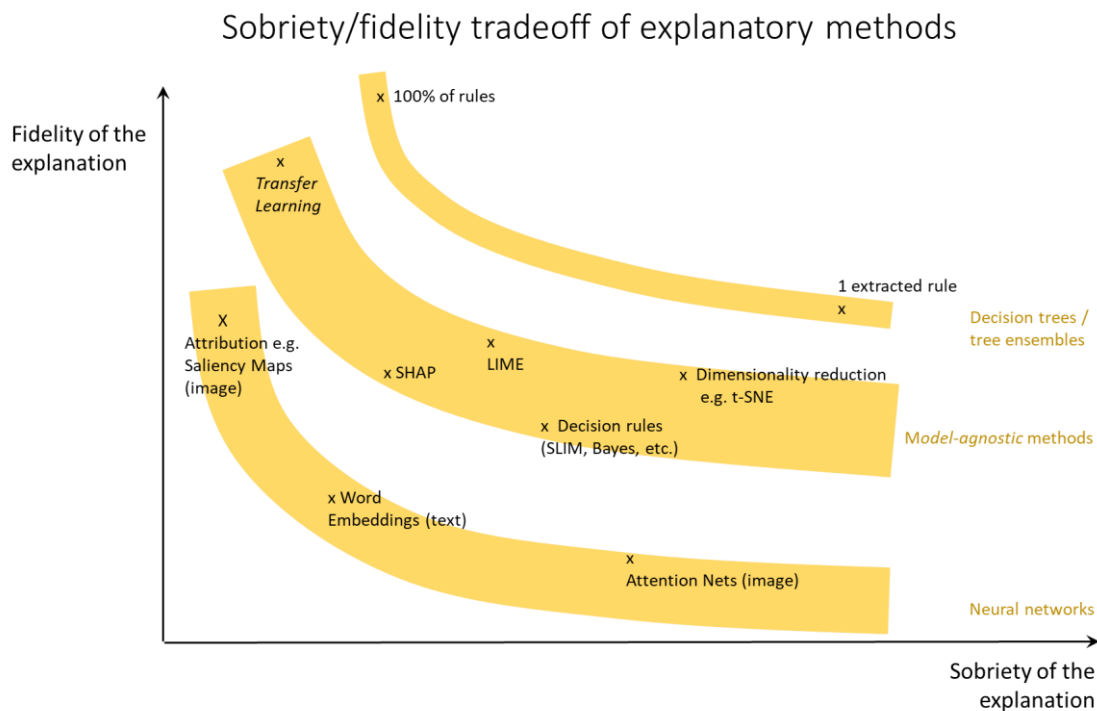 Sobriety/fidelity tradeoff of explanatory methods
Fidelity of the
explanation
x 100% of rules
x
Transfer
Learning
1 extracted rule
x
Decision trees /
tree ensembles
X
Attribution e.g.
Saliency Maps
(image)
x
LIME
x SHAP
x Dimensionality reduction
e.g. t-SNE
x Decision rules
(SLIM, Bayes, etc.)
Model-agnostic methods
x Word
Embeddings (text)
x
Attention Nets (image)
Neural networks
Sobriety of the
explanation